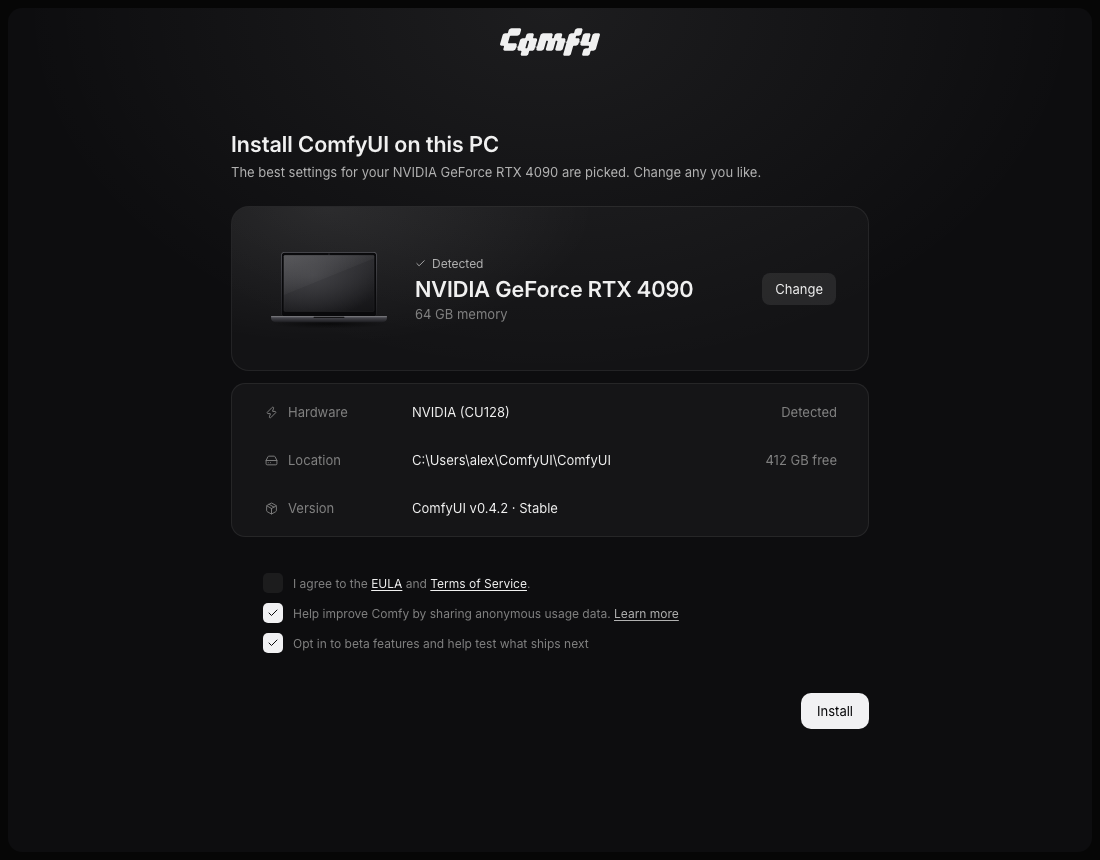 Comfy
Install ComfyUI on this PC
The best settings for your NVIDIA GeForce RTX 4090 are picked. Change any you like.
Detected
NVIDIA GeForce RTX 4090
64 GB memory
Change
Hardware NVIDIA (CU128) Detected
Location C:\Users\alex\ComfyUI\ComfyUI 412 GB free
Version ComfyUI v0.4.2 · Stable
I agree to the EULA and Terms of Service.
Help improve Comfy by sharing anonymous usage data. Learn more
Opt in to beta features and help test what ships next
Install